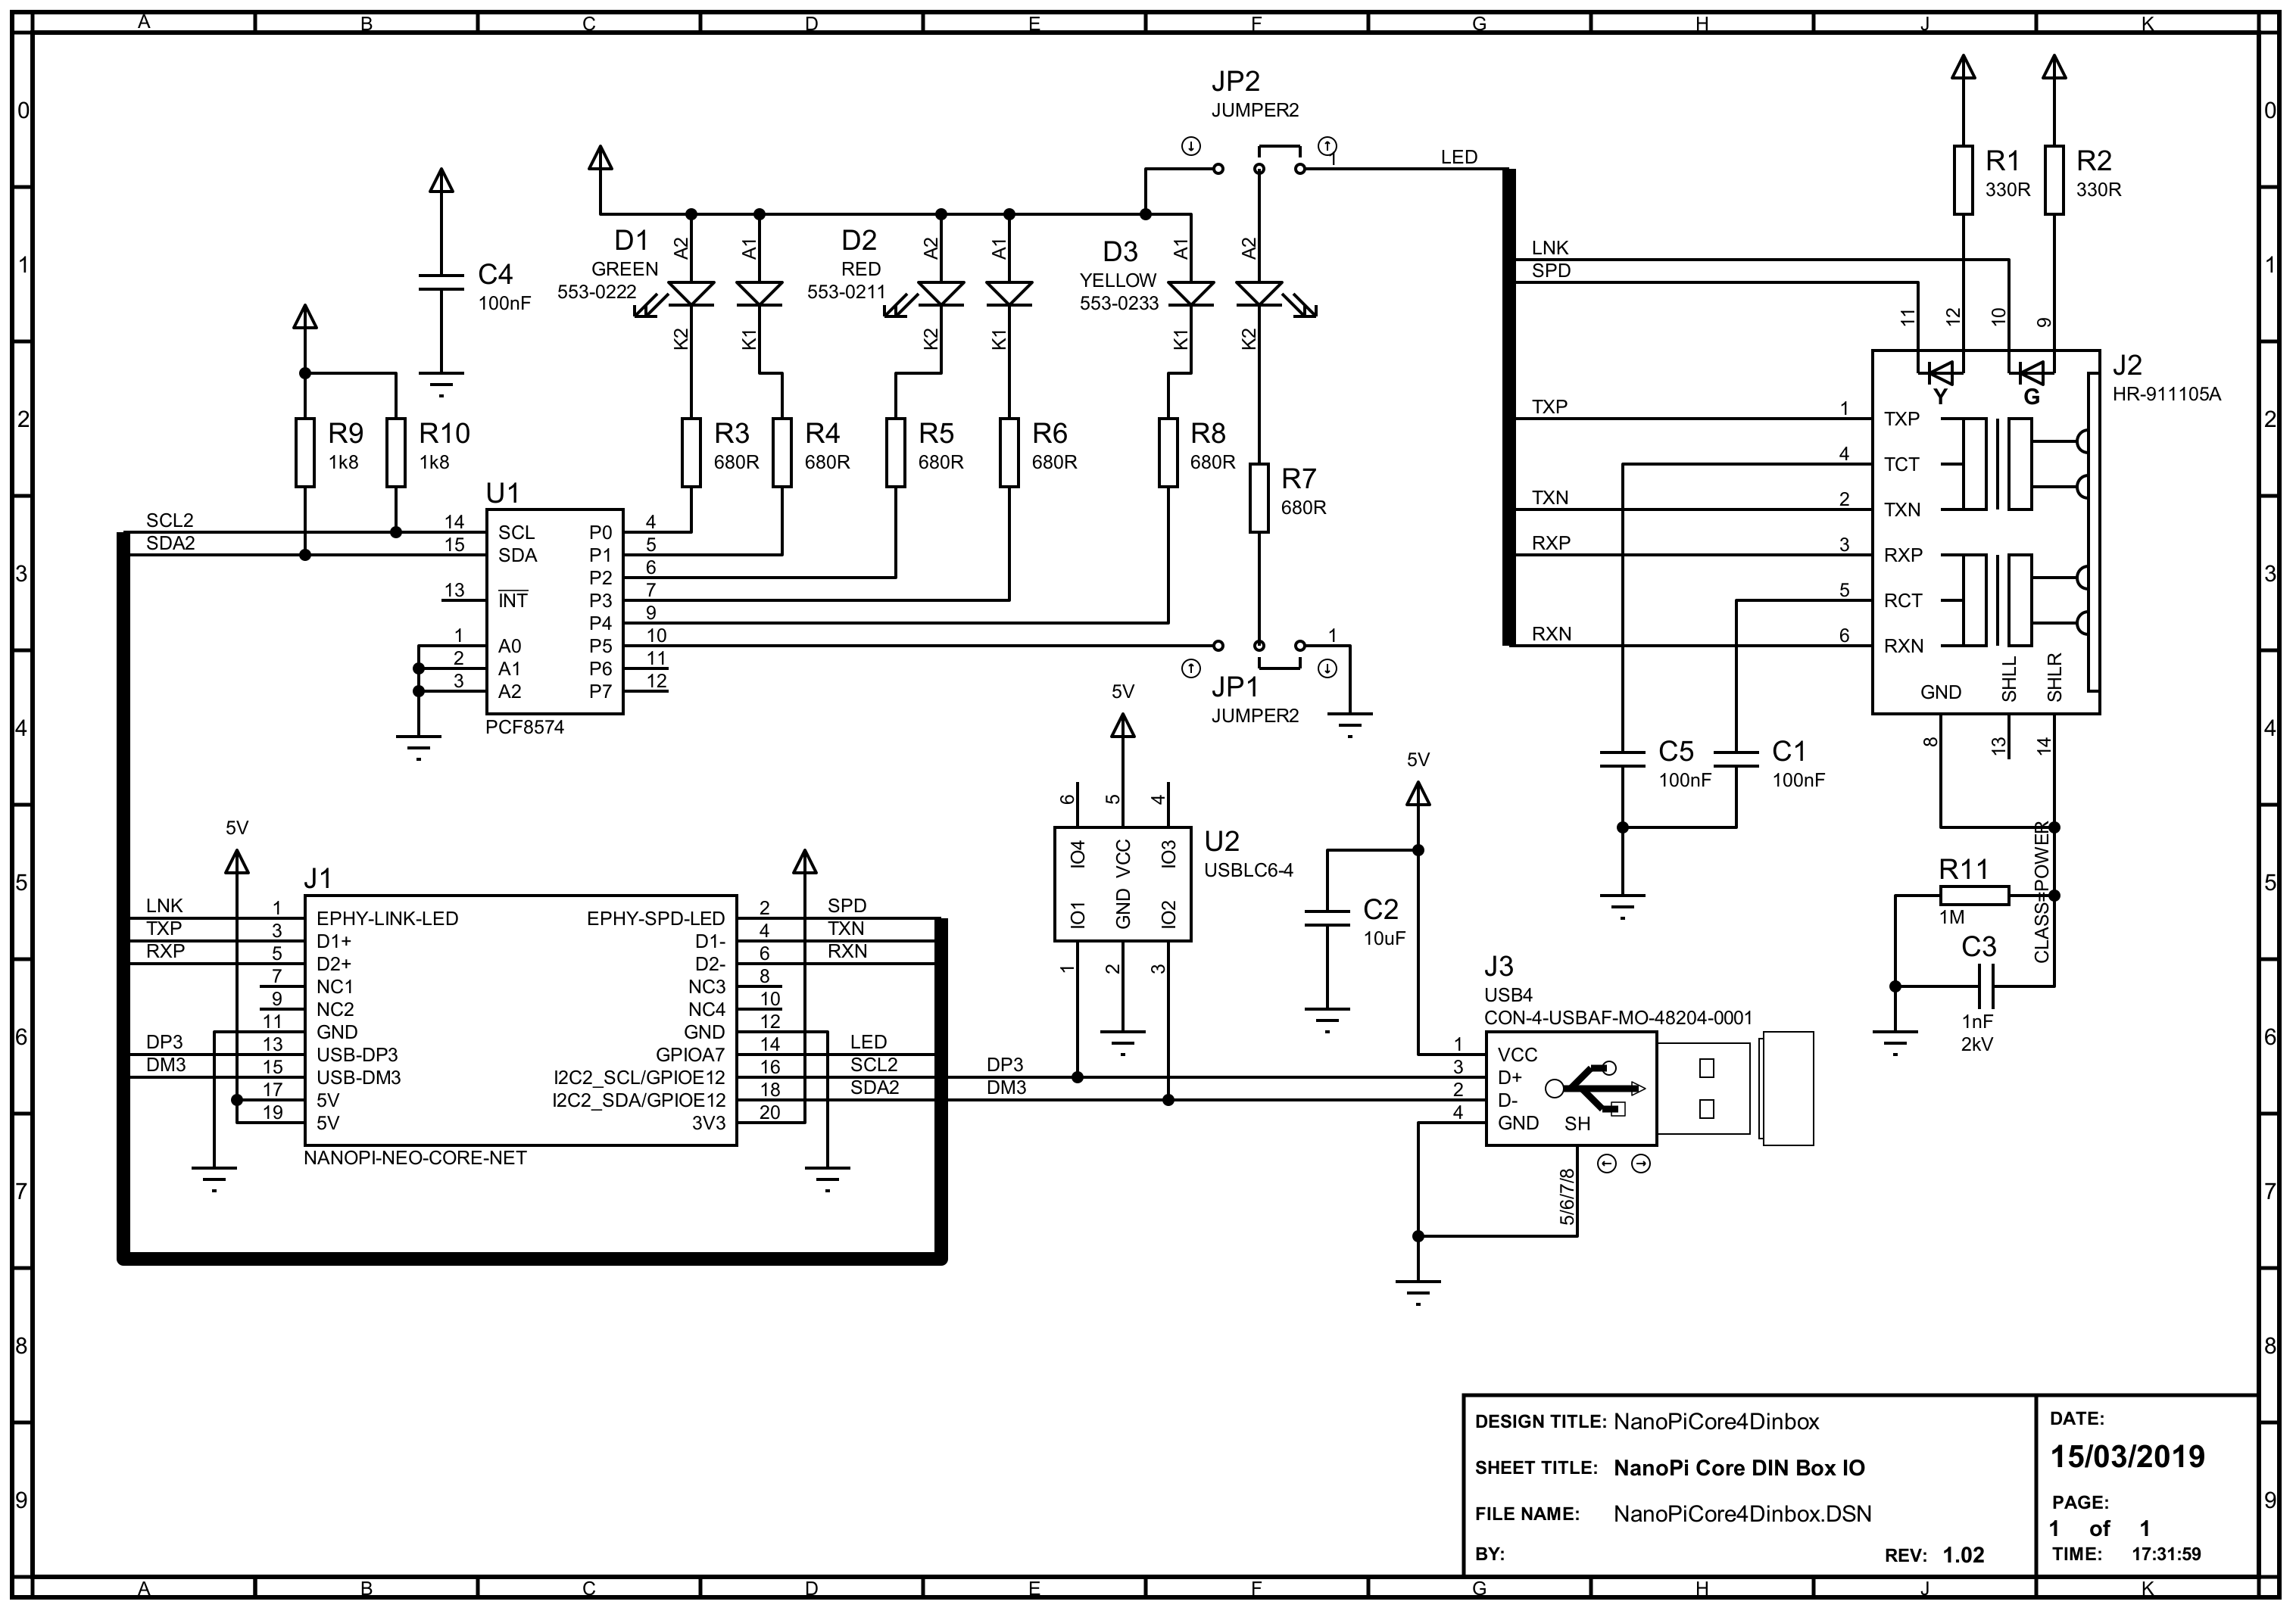 A B C D E F G H J K
0 0
1 1
2 2
3 3
4 4
5 5
6 6
7 7
8 8
9 9
A B C D E F G H J K
JP2
JUMPER2
↓
↑
1
LED
R1
330R
R2
330R
C4
100nF
D1
GREEN
553-0222
A2
A1
K2
K1
D2
RED
553-0211
A2
A1
K2
K1
D3
YELLOW
553-0233
A1
A2
K1
K2
LNK
SPD
11
12
10
9
Y
G
J2
HR-911105A
R9
1k8
R10
1k8
R3
680R
R4
680R
R5
680R
R6
680R
R8
680R
R7
680R
U1
SCL2 14 SCL P0 4
SDA2 15 SDA P1 5
P2 6
13 INT P3 7
P4 9
1 A0 P5 10
2 A1 P6 11
3 A2 P7 12
PCF8574
↑
1
↓
JP1
JUMPER2
TXP 1 TXP
4 TCT
TXN 2 TXN
RXP 3 RXP
5 RCT
RXN 6 RXN
GND
SHLL
SHLR
8
13
14
C5
100nF
C1
100nF
CLASS=POWER
R11
1M
C3
1nF
2kV
5V
6
5
4
IO4
VCC
IO3
IO1
GND
IO2
1
2
3
U2
USBLC6-4
5V
C2
10uF
J3
USB4
CON-4-USBAF-MO-48204-0001
1 VCC
DP3 3 D+
DM3 2 D-
4 GND
SH
5/6/7/8
← →
5V
J1
LNK 1 EPHY-LINK-LED EPHY-SPD-LED 2 SPD
TXP 3 D1+ D1- 4 TXN
RXP 5 D2+ D2- 6 RXN
7 NC1 NC3 8
9 NC2 NC4 10
11 GND GND 12
DP3 13 USB-DP3 GPIOA7 14 LED
DM3 15 USB-DM3 I2C2_SCL/GPIOE12 16 SCL2
17 5V I2C2_SDA/GPIOE12 18 SDA2
19 5V 3V3 20
NANOPI-NEO-CORE-NET
DESIGN TITLE: NanoPiCore4Dinbox
SHEET TITLE: NanoPi Core DIN Box IO
FILE NAME: NanoPiCore4Dinbox.DSN
BY:
REV: 1.02
DATE:
15/03/2019
PAGE:
1 of 1
TIME: 17:31:59